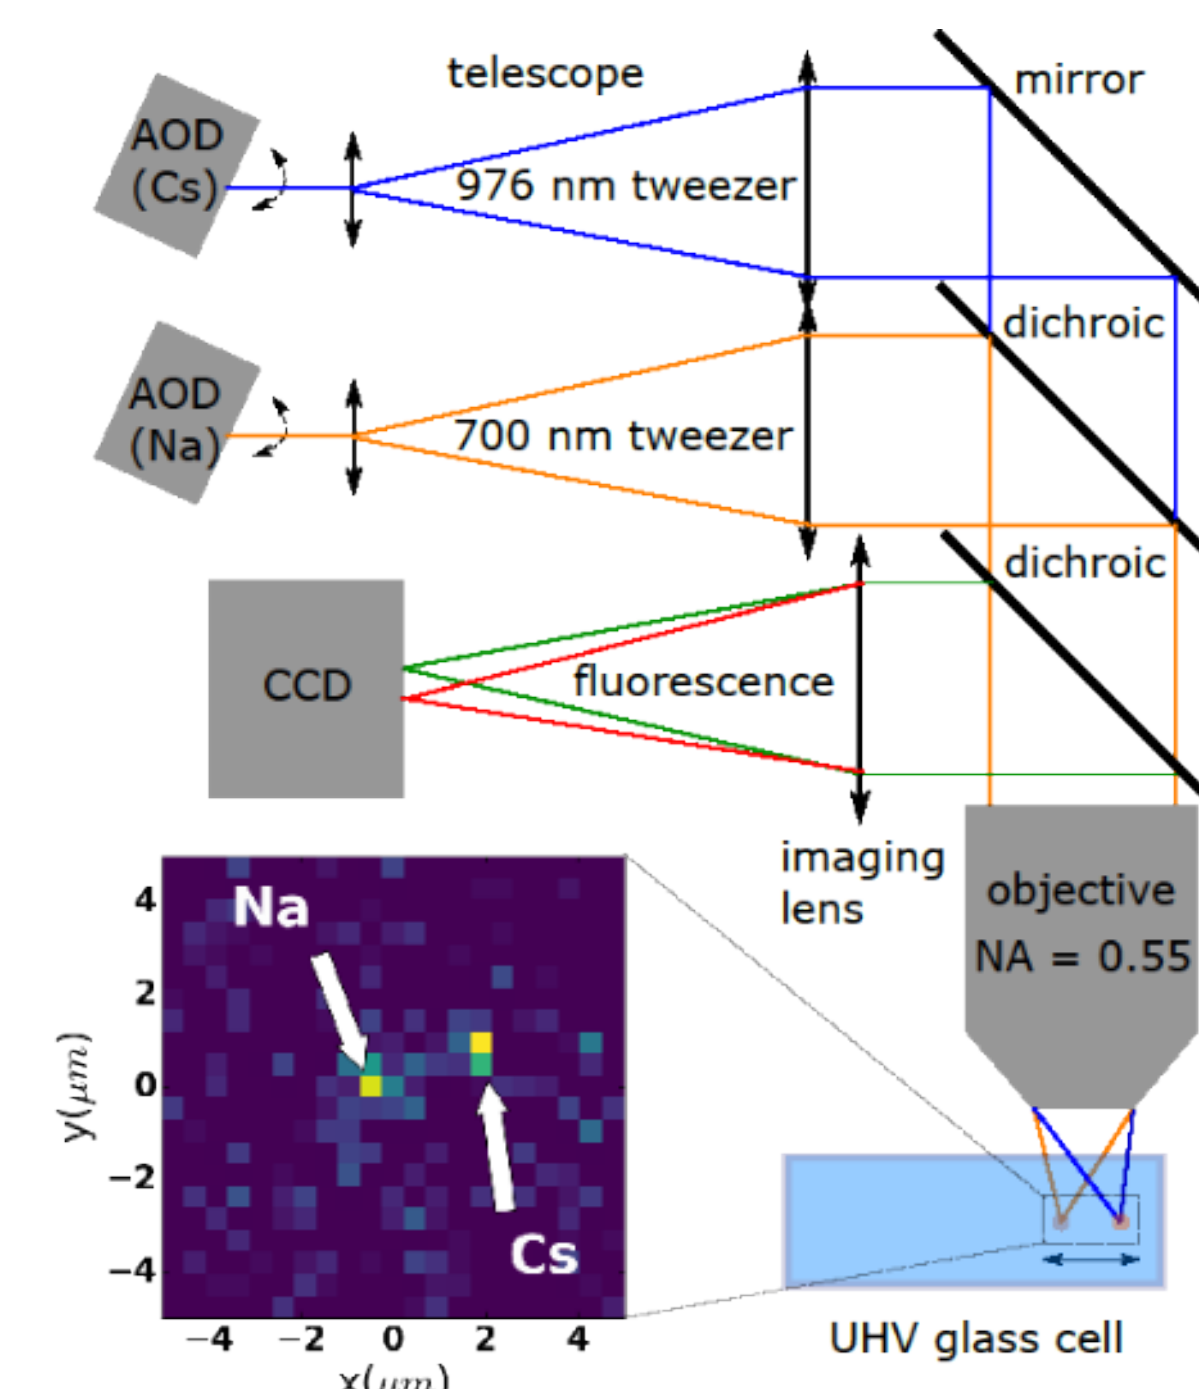 telescope
mirror
AOD
(Cs)
976 nm tweezer
dichroic
AOD
(Na)
700 nm tweezer
dichroic
CCD
fluorescence
imaging
lens
objective
NA = 0.55
Na
Cs
4
2
0
−2
−4
y(μm)
−4 −2 0 2 4
x(μm)
UHV glass cell